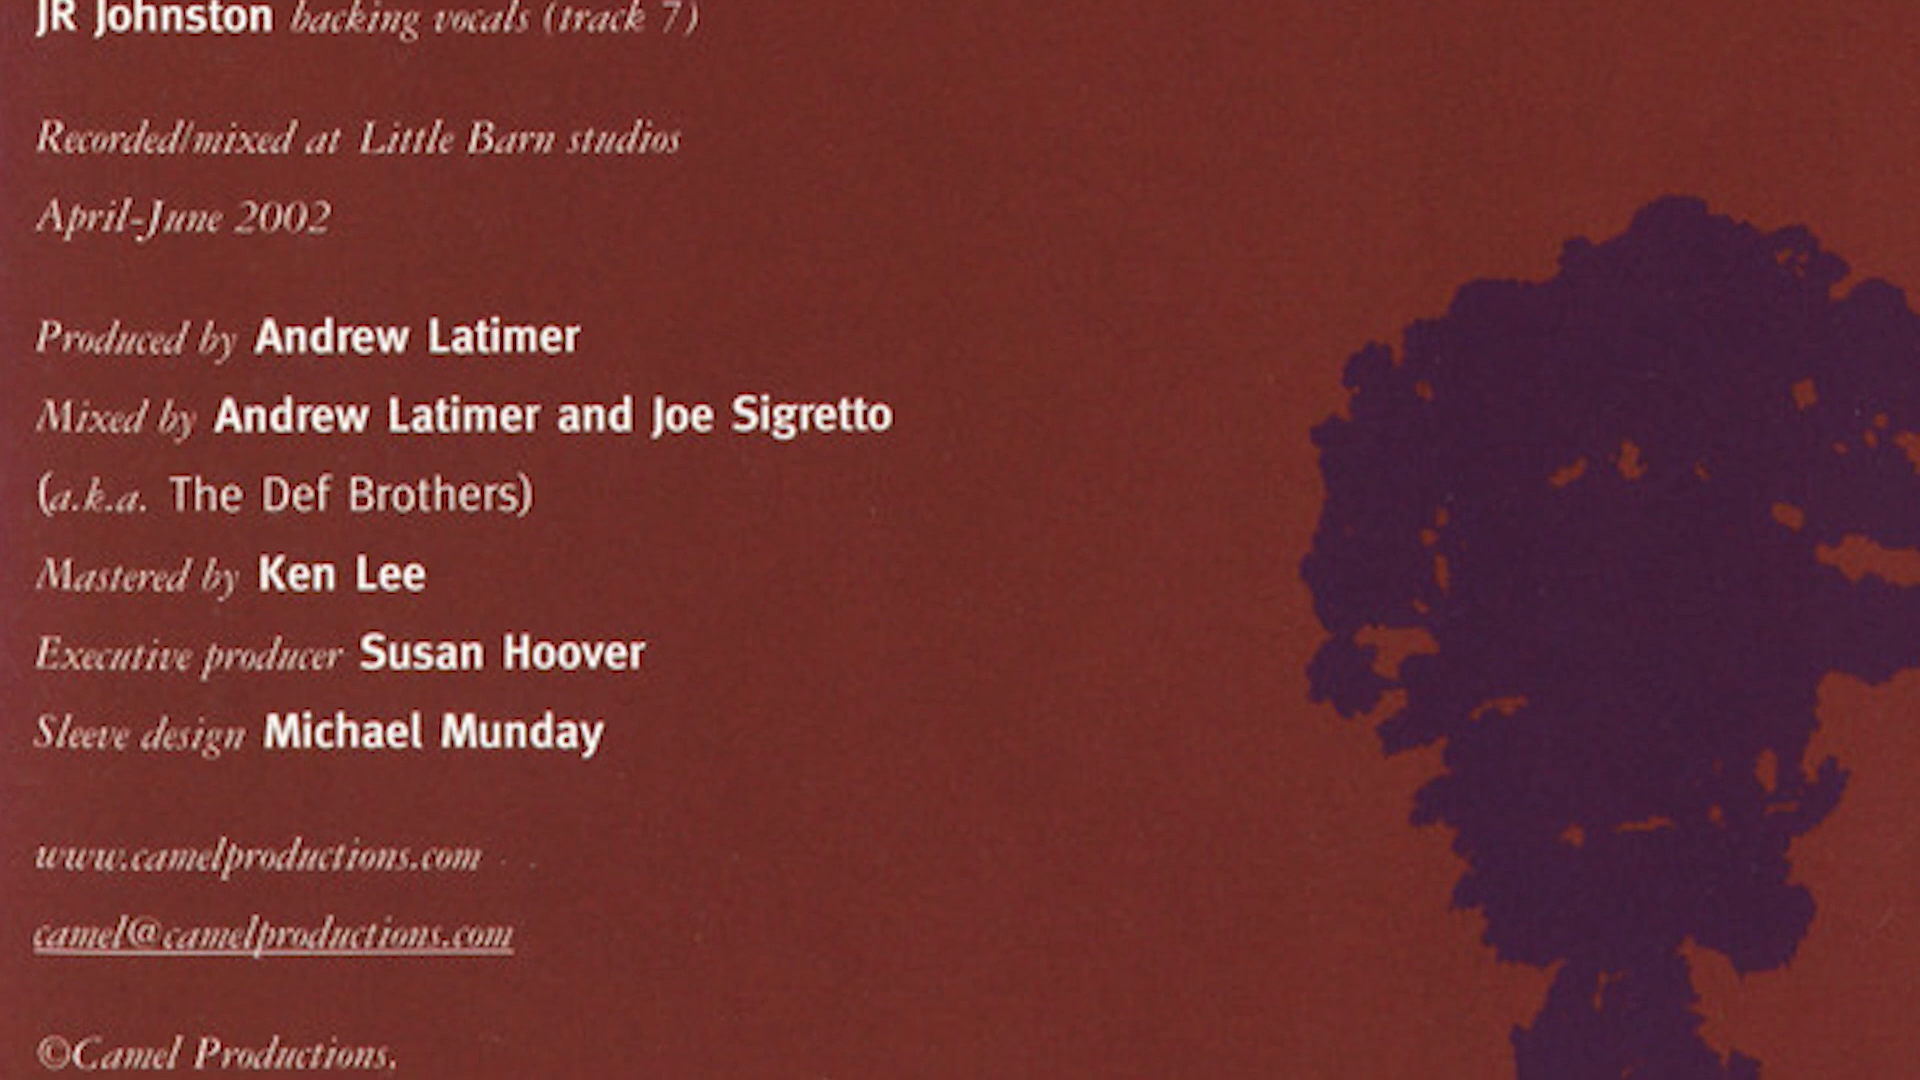 JR Johnston backing vocals (track 7)
Recorded/mixed at Little Barn studios
April-June 2002
Produced by Andrew Latimer
Mixed by Andrew Latimer and Joe Sigretto
(a.k.a. The Def Brothers)
Mastered by Ken Lee
Executive producer Susan Hoover
Sleeve design Michael Munday
www.camelproductions.com
camel@camelproductions.com
©Camel Productions.